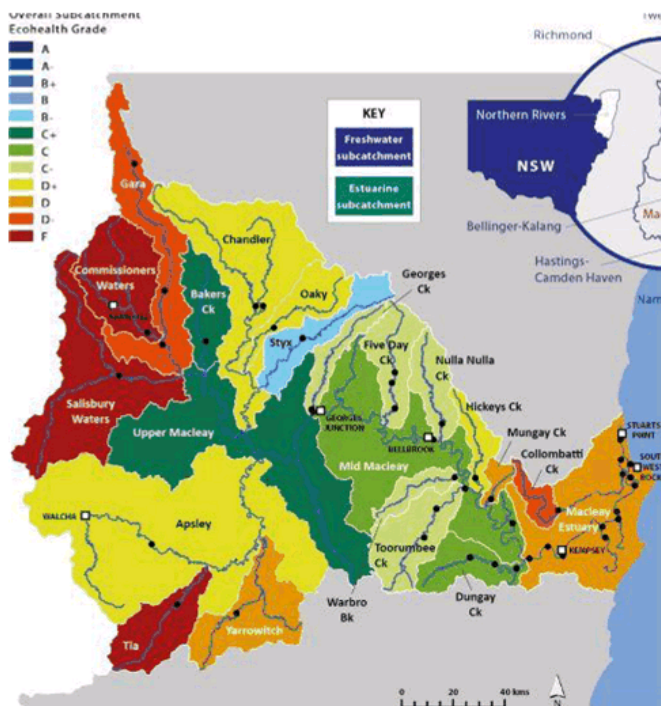 Overall Subcatchment
Ecohealth Grade
A
A-
B+
B
B-
C+
C
C-
D+
D
D-
F
KEY
Freshwater
subcatchment
Estuarine
subcatchment
Richmond
Northern Rivers
NSW
Bellinger-Kalang
Hastings-
Camden Haven
Gara
Commissioners
Waters
Bakers
Ck
Chandler
Oaky
Styx
Georges
Ck
Five Day
Ck
Nulla Nulla
Ck
Hickeys Ck
Mungay Ck
Collombatti
Ck
Salisbury
Waters
Upper Macleay
GEORGES
JUNCTION
BELLBROOK
Mid Macleay
STUARTS
POINT
SOUTH
WEST
ROCK
Macleay
Estuary
KEMPSEY
WALCHA
Apsley
Toorumbee
Ck
Dungay
Ck
Warbro
Bk
Tia
Yarrowitch
0 20 40 kms
N